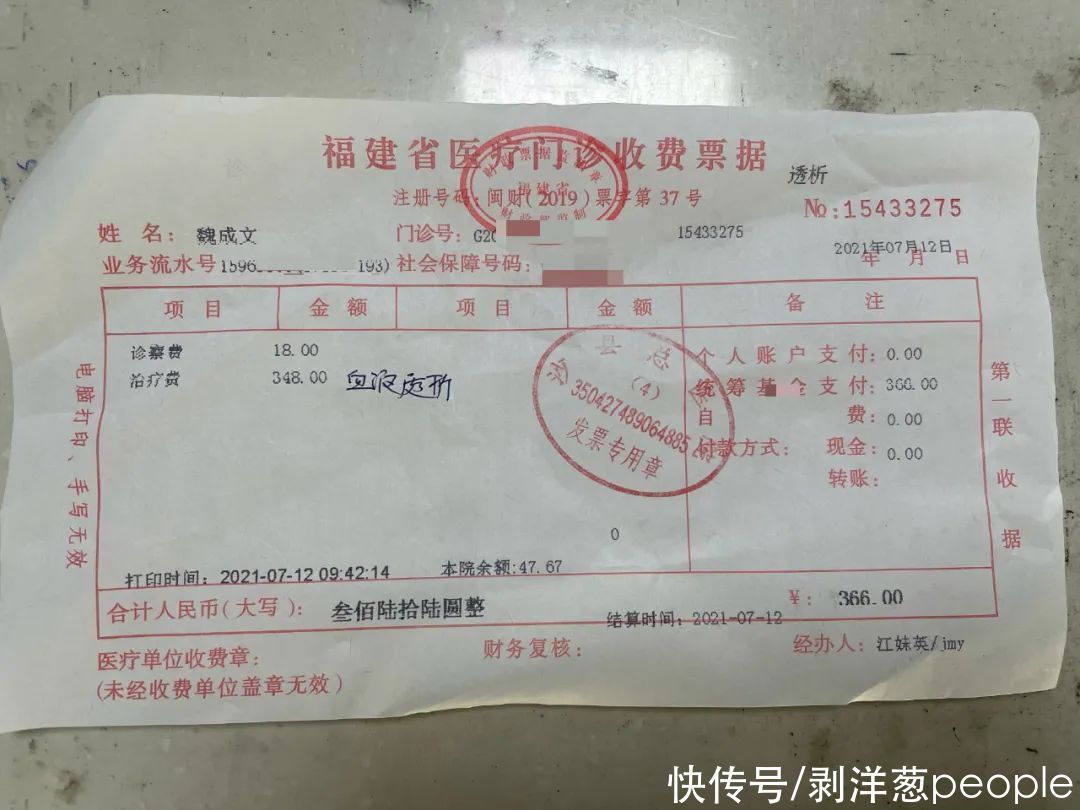 福建省医疗门诊收费票据
透析
注册号码:闽财(2019)票字第 37 号
№:15433275
姓 名: 魏成文 门诊号: G20 15433275
2021年07月12日
年 月 日
业务流水号 193) 社会保障号码:
项 目 金 额 项 目 金 额 备 注
诊察费 18.00
治疗费 348.00 血液透析
个人账户支付: 0.00
统筹基金支付: 366.00
自 费: 0.00
付款方式: 现金: 0.00
转账:
(4)
350427489064885
发票专用章
0
打印时间: 2021-07-12 09:42:14 本院余额:47.67
合计人民币(大写): 叁佰陆拾陆圆整 ¥: 366.00
结算时间: 2021-07-12
医疗单位收费章: 财务复核: 经办人: 江妹英/jmy
(未经收费单位盖章无效)
电脑打印、手写无效
第一联 收据
快传号/剥洋葱people